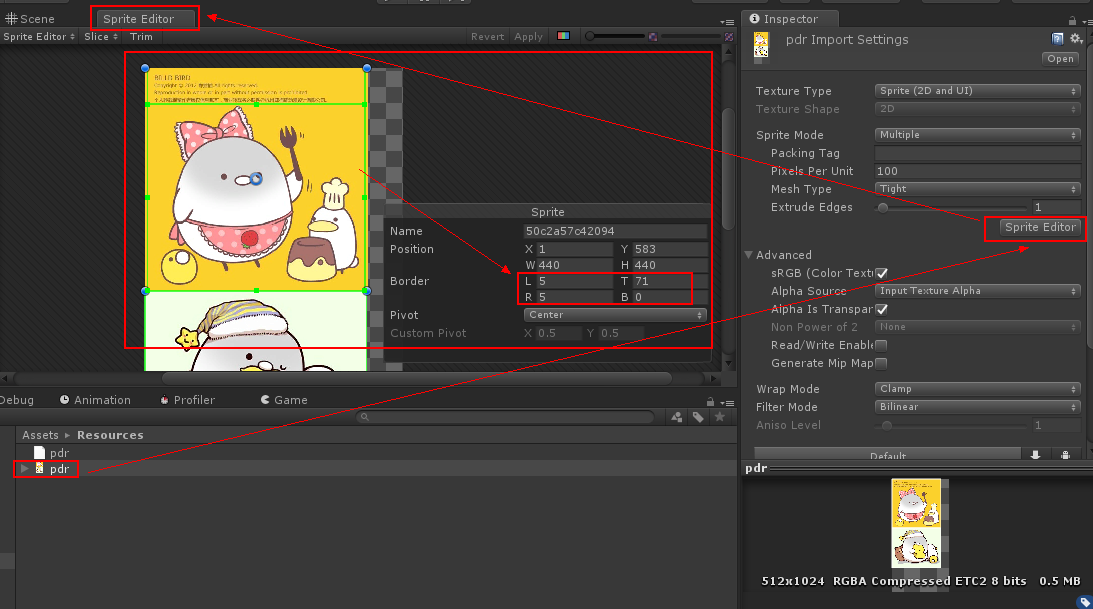 Scene
Sprite Editor
Sprite Editor
Slice
Trim
Revert
Apply
BILLO BIRD
Sprite
Name 50c2a57c42094
Position X 1 Y 583
W 440 H 440
Border L 5 T 71
R 5 B 0
Pivot Center
Custom Pivot X 0.5 Y 0.5
Debug
Animation
Profiler
Game
Assets ▸ Resources
pdr
pdr
Inspector
pdr Import Settings
Open
Texture Type Sprite (2D and UI)
Texture Shape 2D
Sprite Mode Multiple
Packing Tag
Pixels Per Unit 100
Mesh Type Tight
Extrude Edges 1
Sprite Editor
Advanced
sRGB (Color Textu
Alpha Source Input Texture Alpha
Alpha Is Transpar
Non Power of 2 None
Read/Write Enable
Generate Mip Map
Wrap Mode Clamp
Filter Mode Bilinear
Aniso Level 1
Default
pdr
512x1024 RGBA Compressed ETC2 8 bits 0.5 MB